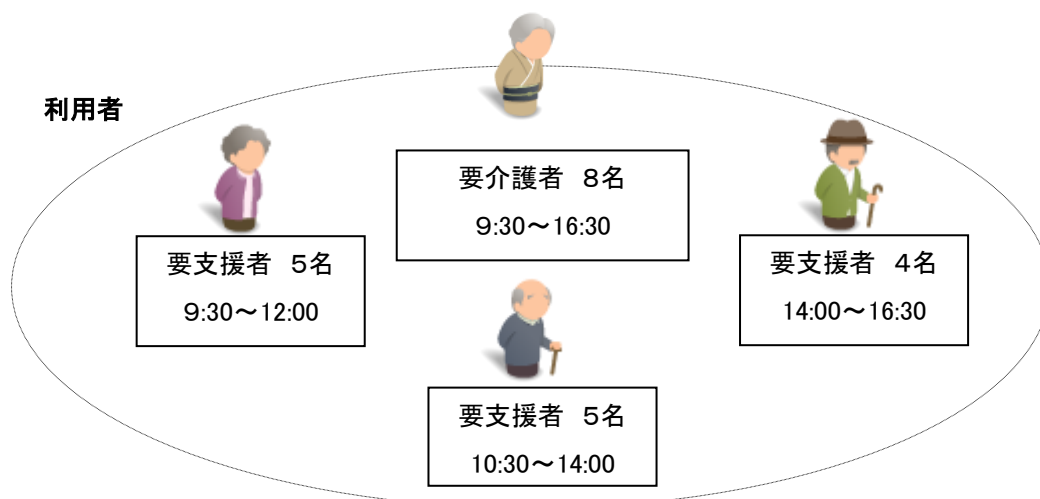 利用者
要介護者　８名
9:30～16:30
要支援者　５名
９:30～12:00
要支援者　４名
14:00～16:30
要支援者　５名
10:30～14:00